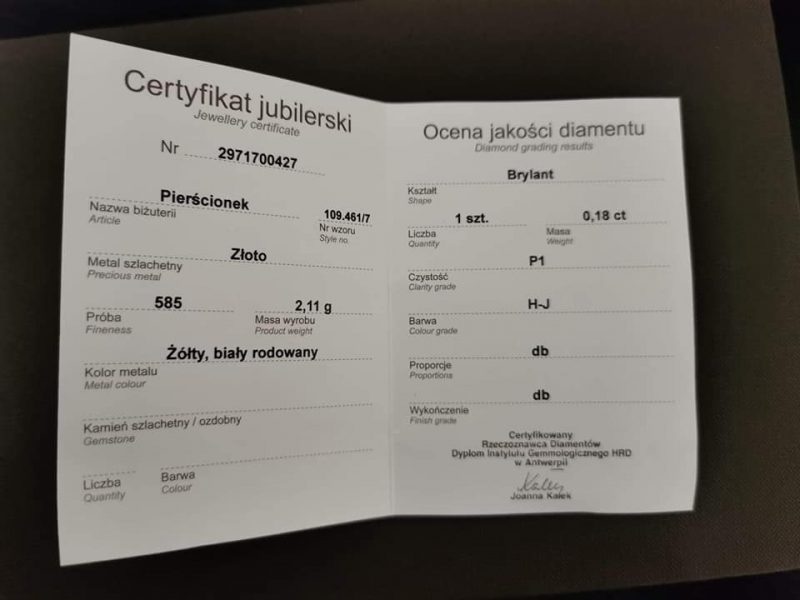 Certyfikat jubilerski
Jewellery certificate
Nr 2971700427
Pierścionek 109.461/7
Nazwa biżuterii Nr wzoru
Article Style no.
Złoto
Metal szlachetny
Precious metal
585 2,11 g
Próba Masa wyrobu
Fineness Product weight
Żółty, biały rodowany
Kolor metalu
Metal colour
Kamień szlachetny / ozdobny
Gemstone
Liczba Barwa
Quantity Colour
Ocena jakości diamentu
Diamond grading results
Brylant
Kształt
Shape
1 szt. 0,18 ct
Liczba Masa
Quantity Weight
P1
Czystość
Clarity grade
H-J
Barwa
Colour grade
db
Proporcje
Proportions
db
Wykończenie
Finish grade
Certyfikowany
Rzeczoznawca Diamentów
Dyplom Instytutu Gemmologicznego HRD
w Antwerpii
Joanna Kałek